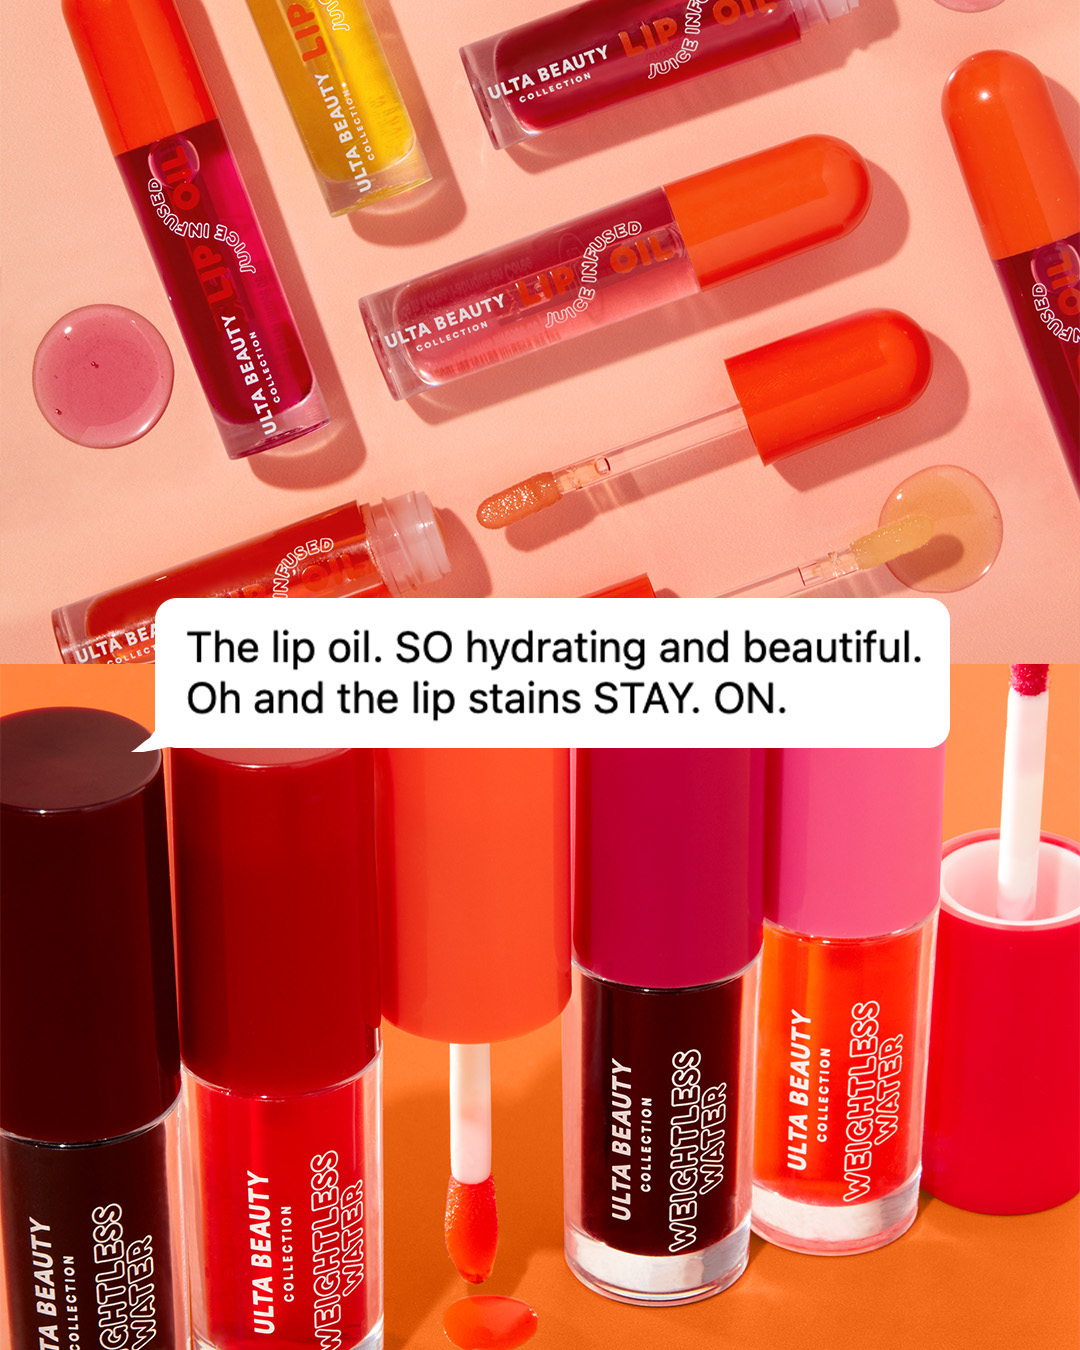 ULTA BEAUTY
COLLECTION
LIP OIL
JUICE INFUSED
ULTA BEAUTY
COLLECTION
LIP
JUIC
ULTA BEAUTY
COLLECTION
LIP OIL
JUICE IN
ULTA BEAUTY
COLLECTION
LIP OIL
JUICE INFUSED
OIL
INFUSED
ULTA BEA
COLLECT
INFUSED
OIL
The lip oil. SO hydrating and beautiful.
Oh and the lip stains STAY. ON.
TA BEAUTY
COLLECTION
GHTLESS
WATER
ULTA BEAUTY
COLLECTION
WEIGHTLESS
WATER
ULTA BEAUTY
COLLECTION
WEIGHTLESS
WATER
ULTA BEAUTY
COLLECTION
WEIGHTLESS
WATER